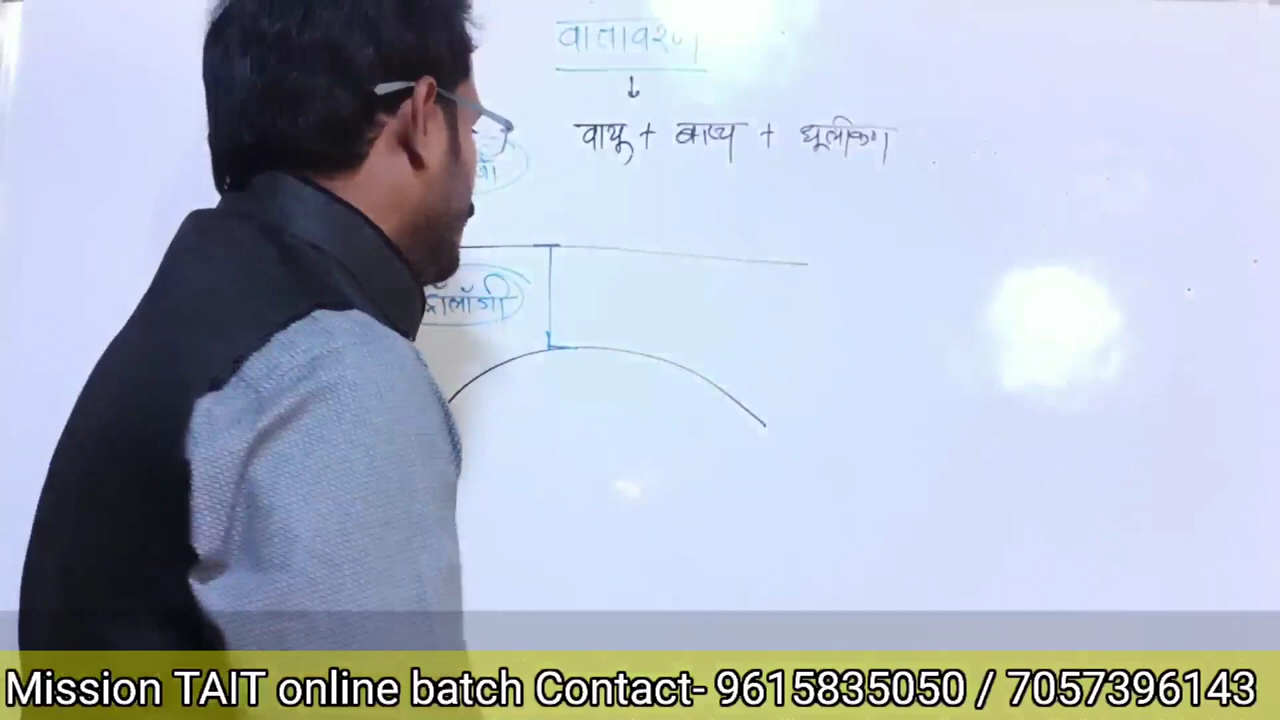 वातावरण
↓
वायू + बाष्प + धूलीकण
Mission TAIT online batch Contact- 9615835050 / 7057396143